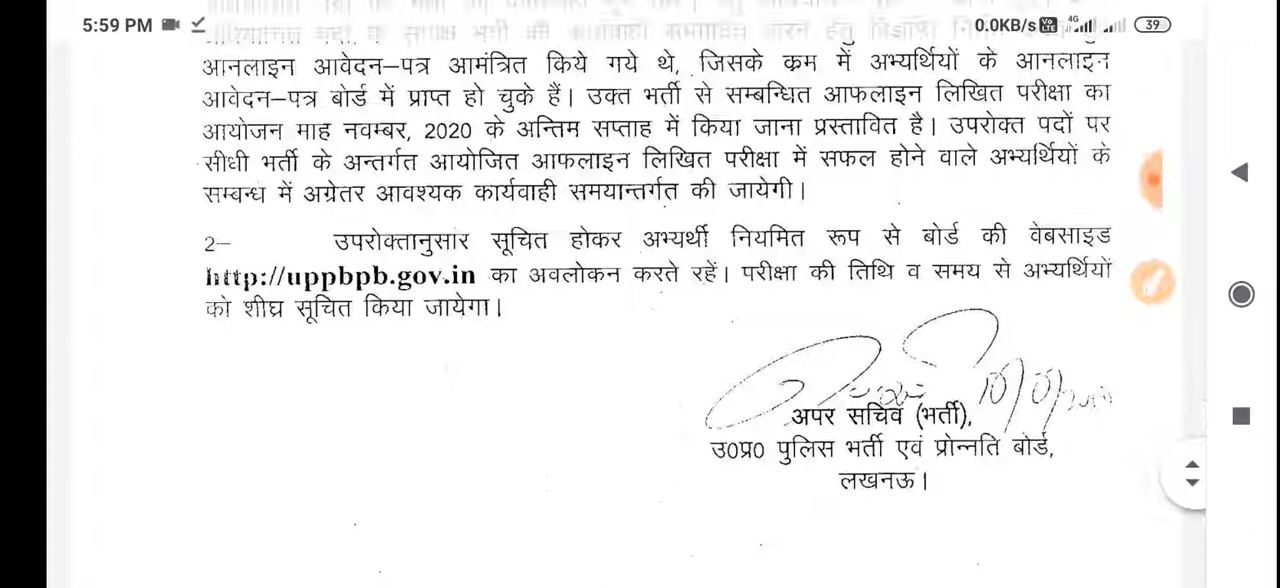 5:59 PM
0.0KB/s Vo LTE 4G 39
आनलाइन आवेदन–पत्र आमंत्रित किये गये थे, जिसके क्रम में अभ्यर्थियों के आनलाइन
आवेदन–पत्र बोर्ड में प्राप्त हो चुके हैं। उक्त भर्ती से सम्बन्धित आफलाइन लिखित परीक्षा का
आयोजन माह नवम्बर, 2020 के अन्तिम सप्ताह में किया जाना प्रस्तावित है। उपरोक्त पदों पर
सीधी भर्ती के अन्तर्गत आयोजित आफलाइन लिखित परीक्षा में सफल होने वाले अभ्यर्थियों के
सम्बन्ध में अग्रेतर आवश्यक कार्यवाही समयान्तर्गत की जायेगी।
2– उपरोक्तानुसार सूचित होकर अभ्यर्थी नियमित रूप से बोर्ड की वेबसाइड
http://uppbpb.gov.in का अवलोकन करते रहें। परीक्षा की तिथि व समय से अभ्यर्थियों
को शीघ्र सूचित किया जायेगा।
अपर सचिव (भर्ती),
उ0प्र0 पुलिस भर्ती एवं प्रोन्नति बोर्ड,
लखनऊ।